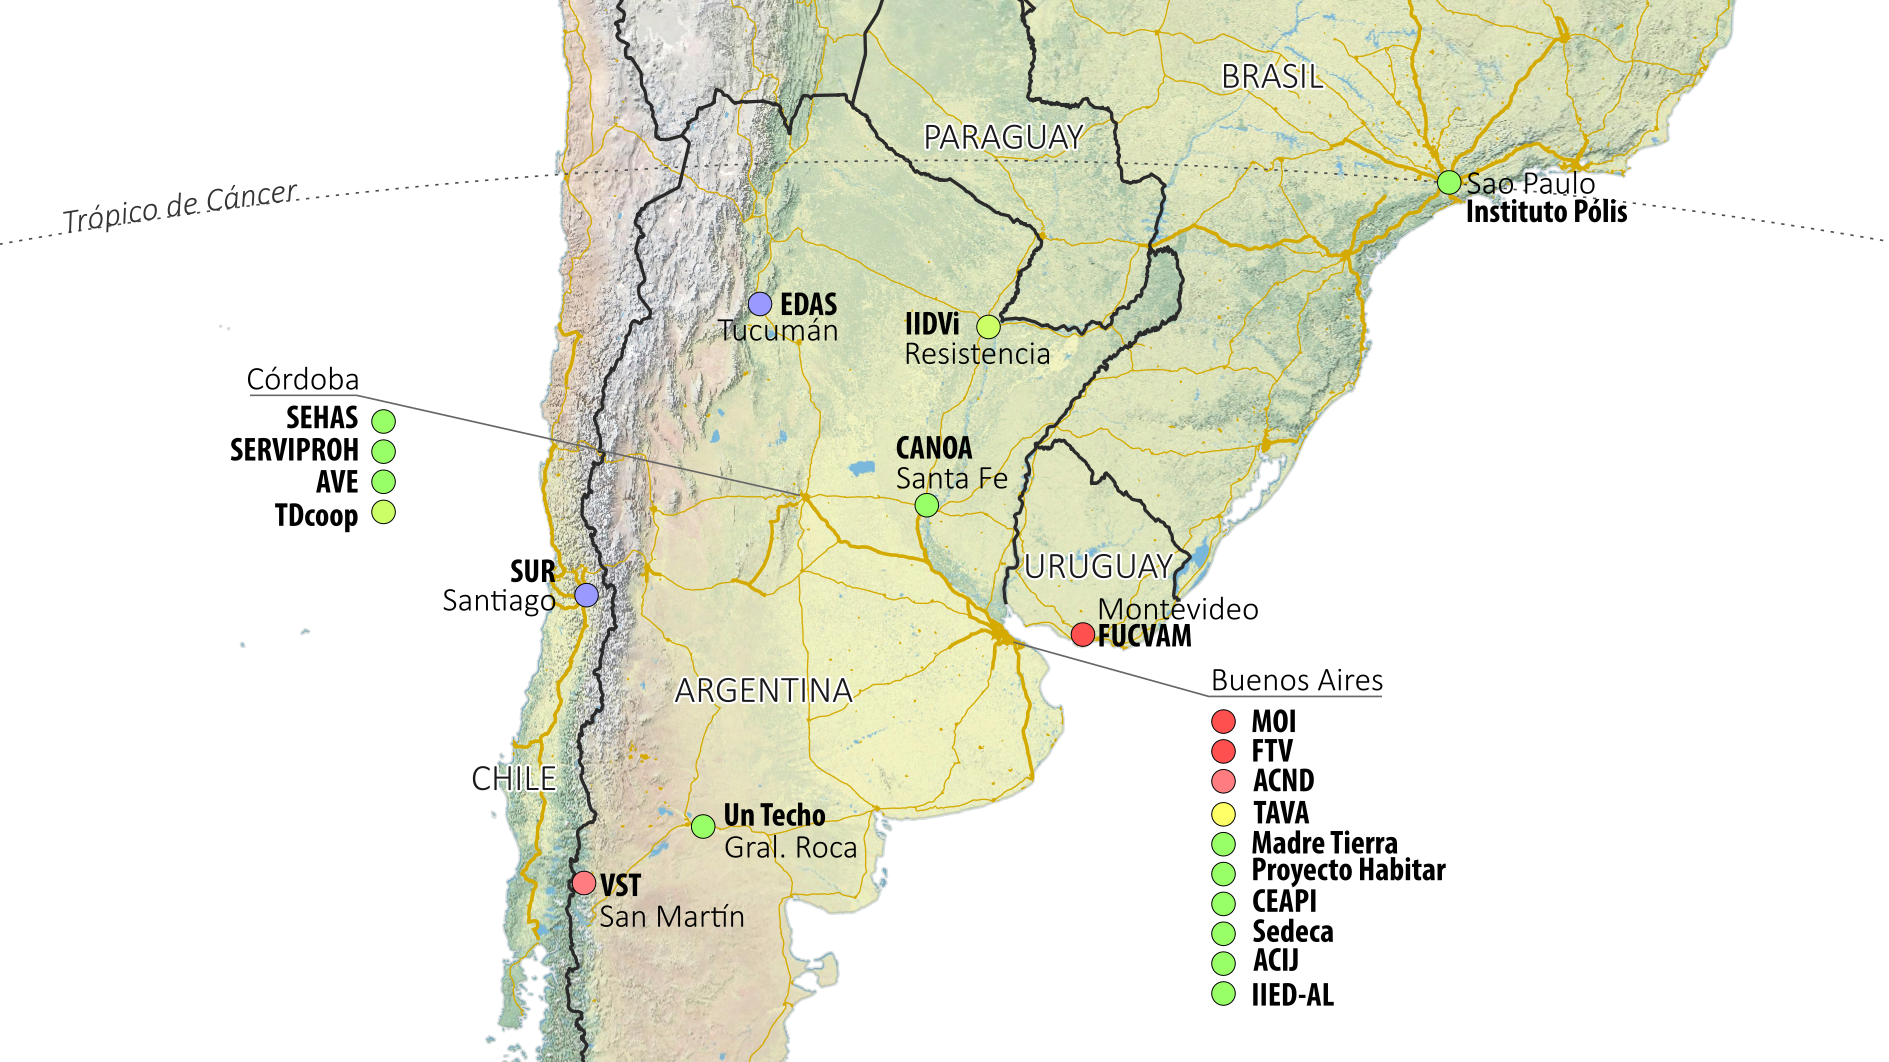 BRASIL
PARAGUAY
Trópico de Cáncer
Sao Paulo
Instituto Pólis
EDAS
Tucumán
IIDVi
Resistencia
Córdoba
SEHAS
SERVIPROH
AVE
TDcoop
CANOA
Santa Fe
SUR
Santiago
URUGUAY
Montevideo
FUCVAM
ARGENTINA
Buenos Aires
MOI
FTV
ACND
TAVA
Madre Tierra
Proyecto Habitar
CEAPI
Sedeca
ACIJ
IIED-AL
CHILE
Un Techo
Gral. Roca
VST
San Martín